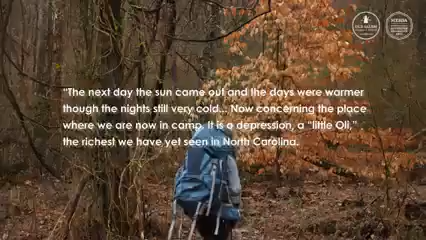 "The next day the sun came out and the days were warmer
though the nights still very cold... Now concerning the place
where we are now in camp. It is a depression, a "little Oli,"
the richest we have yet seen in North Carolina.